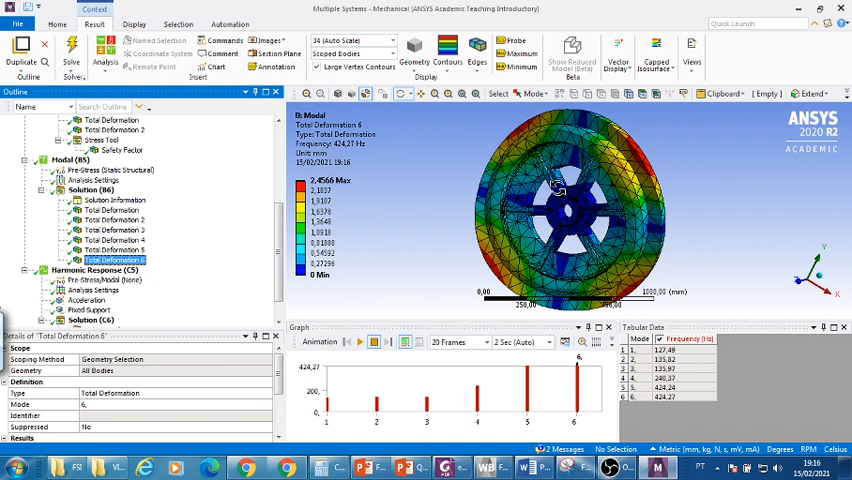 Context
Multiple Systems - Mechanical [ANSYS Academic Teaching Introductory]
File Home Result Display Selection Automation
Quick Launch
Duplicate
Outline
Solve
Solve
Analysis
Named Selection
Coordinate System
Remote Point
Commands
Comment
Chart
Images
Section Plane
Annotation
Insert
34 (Auto Scale)
Scoped Bodies
Large Vertex Contours
Geometry
Contours
Edges
Display
Probe
Maximum
Minimum
Show Reduced
Model (Beta)
Beta
Vector
Display
Capped
Isosurface
Views
Outline
Name
Search Outline
Select Mode
Clipboard [ Empty ] Extend
Total Deformation
Total Deformation 2
Stress Tool
Safety Factor
Modal (B5)
Pre-Stress (Static Structural)
Analysis Settings
Solution (B6)
Solution Information
Total Deformation
Total Deformation 2
Total Deformation 3
Total Deformation 4
Total Deformation 5
Total Deformation 6
Harmonic Response (C5)
Pre-Stress/Modal (None)
Analysis Settings
Acceleration
Fixed Support
Solution (C6)
B: Modal
Total Deformation 6
Type: Total Deformation
Frequency: 424,27 Hz
Unit: mm
15/02/2021 19:16
2,4566 Max
2,1837
1,9107
1,6378
1,3648
1,0918
0,81888
0,54592
0,27296
0 Min
ANSYS
2020 R2
ACADEMIC
0,00
250,00
750,00
1000,00 (mm)
Y
X
Details of "Total Deformation 6"
Scope
Scoping Method Geometry Selection
Geometry All Bodies
Definition
Type Total Deformation
Mode 6,
Identifier
Suppressed No
Results
Graph
Animation 20 Frames 2 Sec (Auto)
6,
424,27
200,
0,
1 2 3 4 5 6
Tabular Data
Mode Frequency [Hz]
1 1, 127,49
2 2, 135,82
3 3, 135,97
4 4, 240,37
5 5, 424,24
6 6, 424,27
2 Messages No Selection Metric (mm, kg, N, s, mV, mA) Degrees RPM Celsius
FSI
PT
19:16
15/02/2021